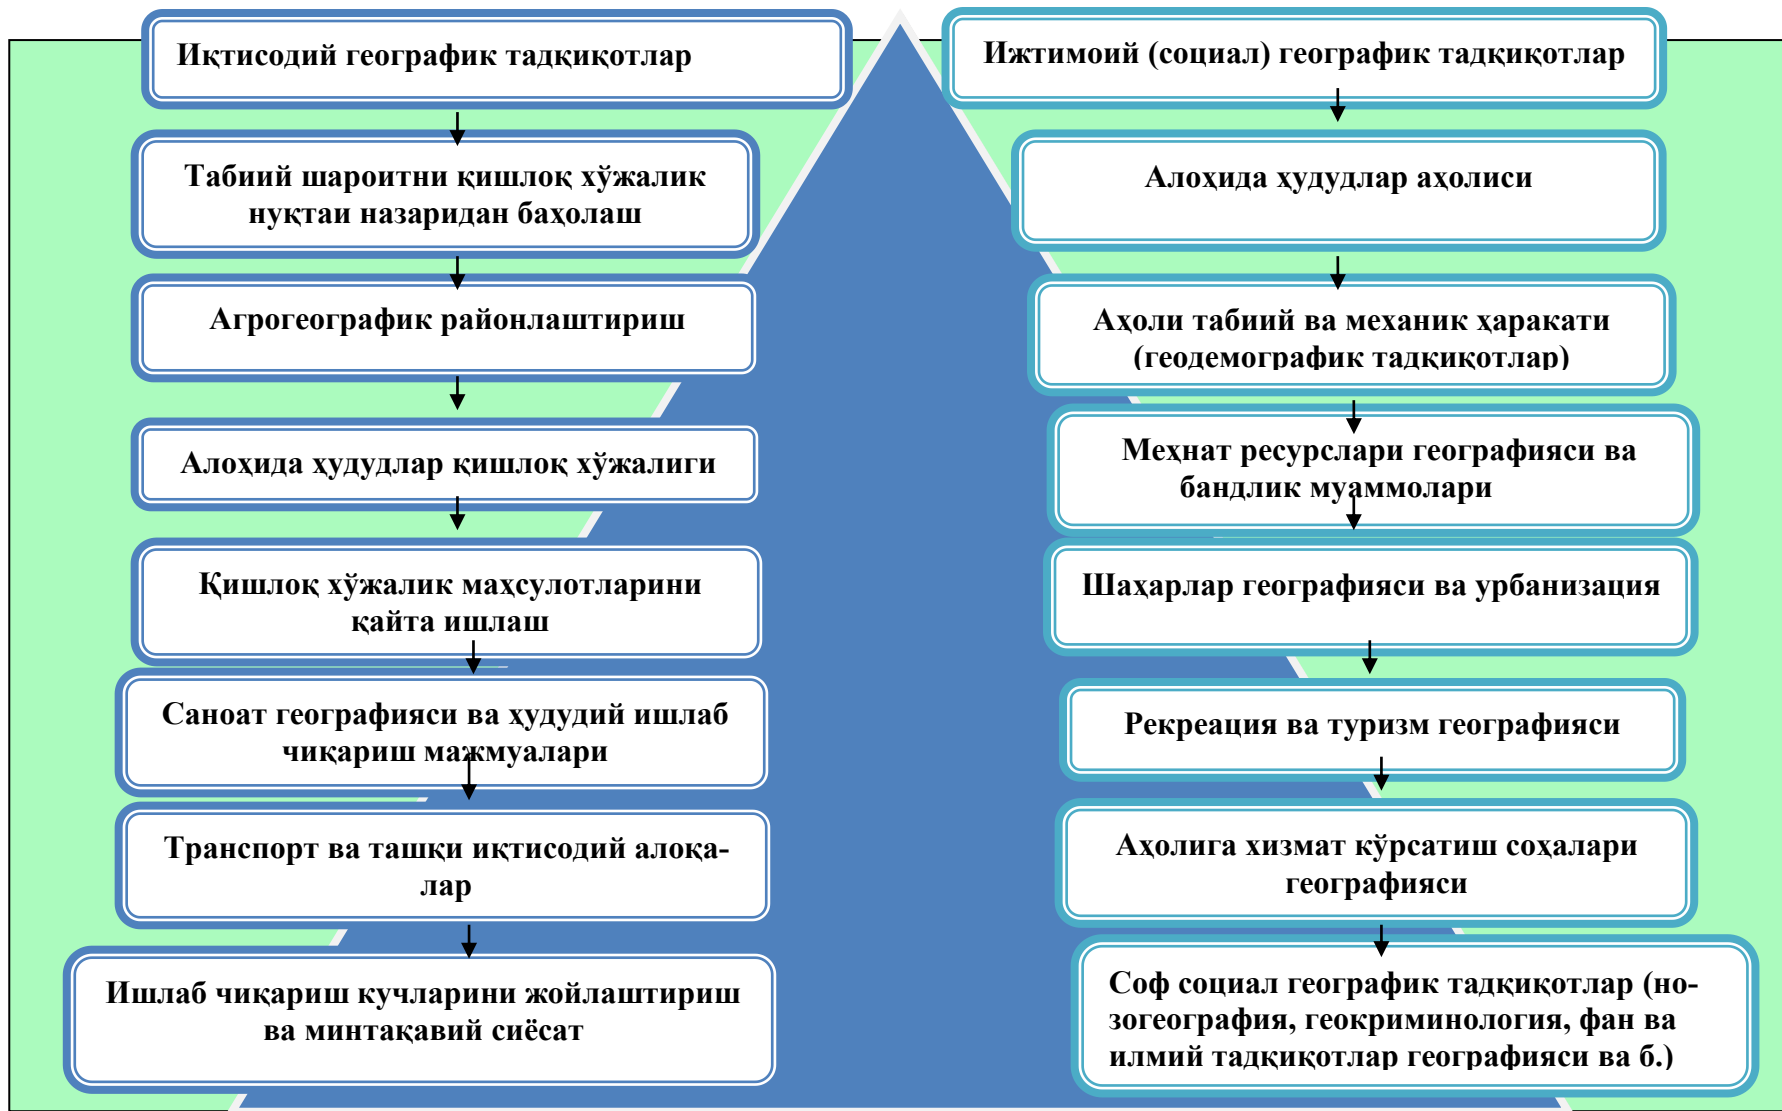 Иқтисодий географик тадқиқотлар
Табиий шароитни қишлоқ хўжалик
нуқтаи назаридан баҳолаш
Агрогеографик районлаштириш
Алоҳида ҳудудлар қишлоқ хўжалиги
Қишлоқ хўжалик маҳсулотларини
қайта ишлаш
Саноат географияси ва ҳудудий ишлаб
чиқариш мажмуалари
Транспорт ва ташқи иқтисодий алоқа-
лар
Ишлаб чиқариш кучларини жойлаштириш
ва минтақавий сиёсат
Ижтимоий (социал) географик тадқиқотлар
Алоҳида ҳудудлар аҳолиси
Аҳоли табиий ва механик ҳаракати
(геодемографик тадқиқотлар)
Меҳнат ресурслари географияси ва
бандлик муаммолари
Шаҳарлар географияси ва урбанизация
Рекреация ва туризм географияси
Аҳолига хизмат кўрсатиш соҳалари
географияси
Соф социал географик тадқиқотлар (но-
зогеография, геокриминология, фан ва
илмий тадқиқотлар географияси ва б.)